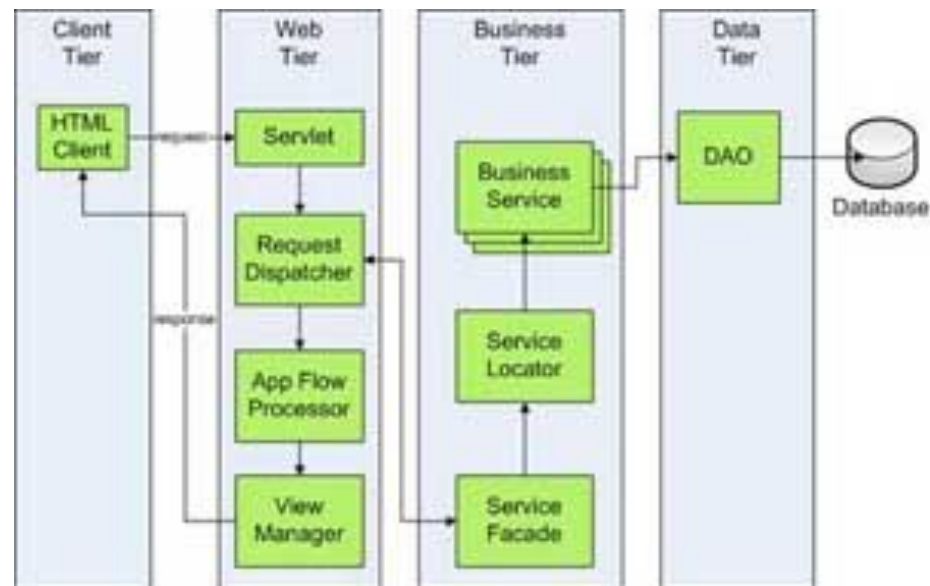 Client
Tier
Web
Tier
Business
Tier
Data
Tier
HTML
Client
request
Servlet
Business
Service
DAO
Database
Request
Dispatcher
response
Service
Locator
App Flow
Processor
View
Manager
Service
Facade